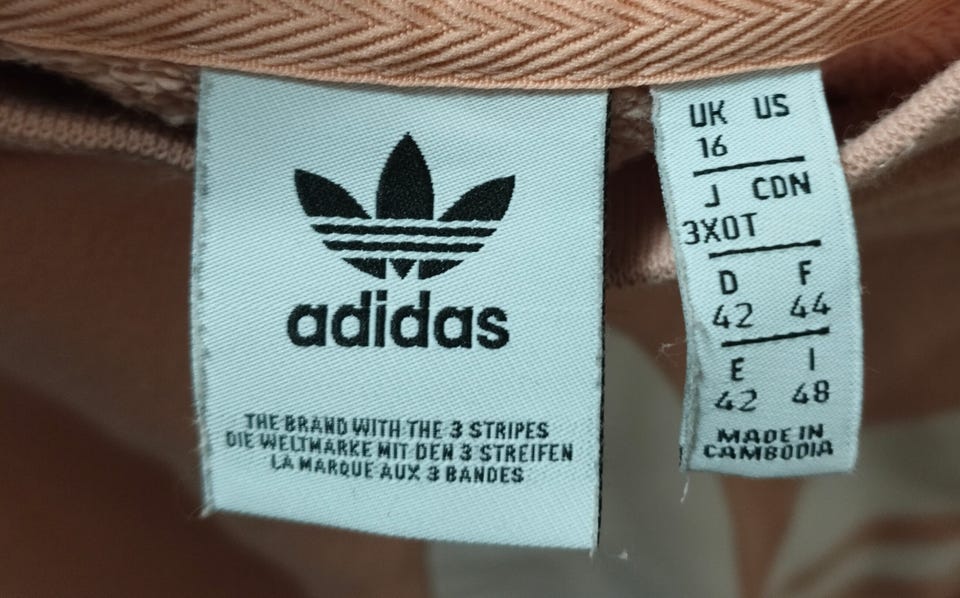 adidas
THE BRAND WITH THE 3 STRIPES
DIE WELTMARKE MIT DEN 3 STREIFEN
LA MARQUE AUX 3 BANDES
UK US
16
J CDN
3XOT
D F
42 44
E I
42 48
MADE IN
CAMBODIA